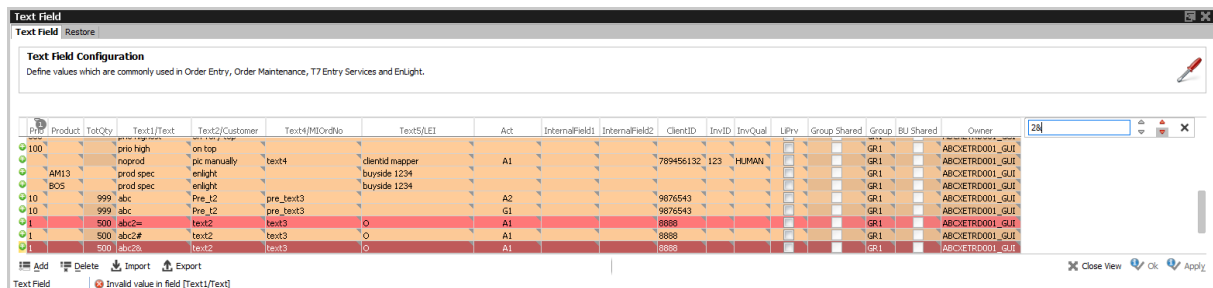 Text Field
Text Field Restore
Text Field Configuration
Define values which are commonly used in Order Entry, Order Maintenance, T7 Entry Services and EnLight.
1
Prio Product TotQty Text1/Text Text2/Customer Text4/MIOrdNo Text5/LEI Act InternalField1 InternalField2 ClientID InvID InvQual LiPrv Group Shared Group BU Shared Owner 2&
100 prio high on top GR1 ABCXETRD001_GUI
noprod pic manually text4 clientid mapper A1 789456132 123 HUMAN GR1 ABCXETRD001_GUI
AM13 prod spec enlight buyside 1234 GR1 ABCXETRD001_GUI
BOS prod spec enlight buyside 1234 GR1 ABCXETRD001_GUI
10 999 abc Pre_t2 pre_text3 A2 9876543 GR1 ABCXETRD001_GUI
10 999 abc Pre_t2 pre_text3 G1 9876543 GR1 ABCXETRD001_GUI
1 500 abc2= text2 text3 O A1 8888 GR1 ABCXETRD001_GUI
1 500 abc2# text2 text3 O A1 8888 GR1 ABCXETRD001_GUI
1 500 abc2& text2 text3 O A1 8888 GR1 ABCXETRD001_GUI
Add Delete Import Export Close View Ok Apply
Text Field Invalid value in field [Text1/Text]